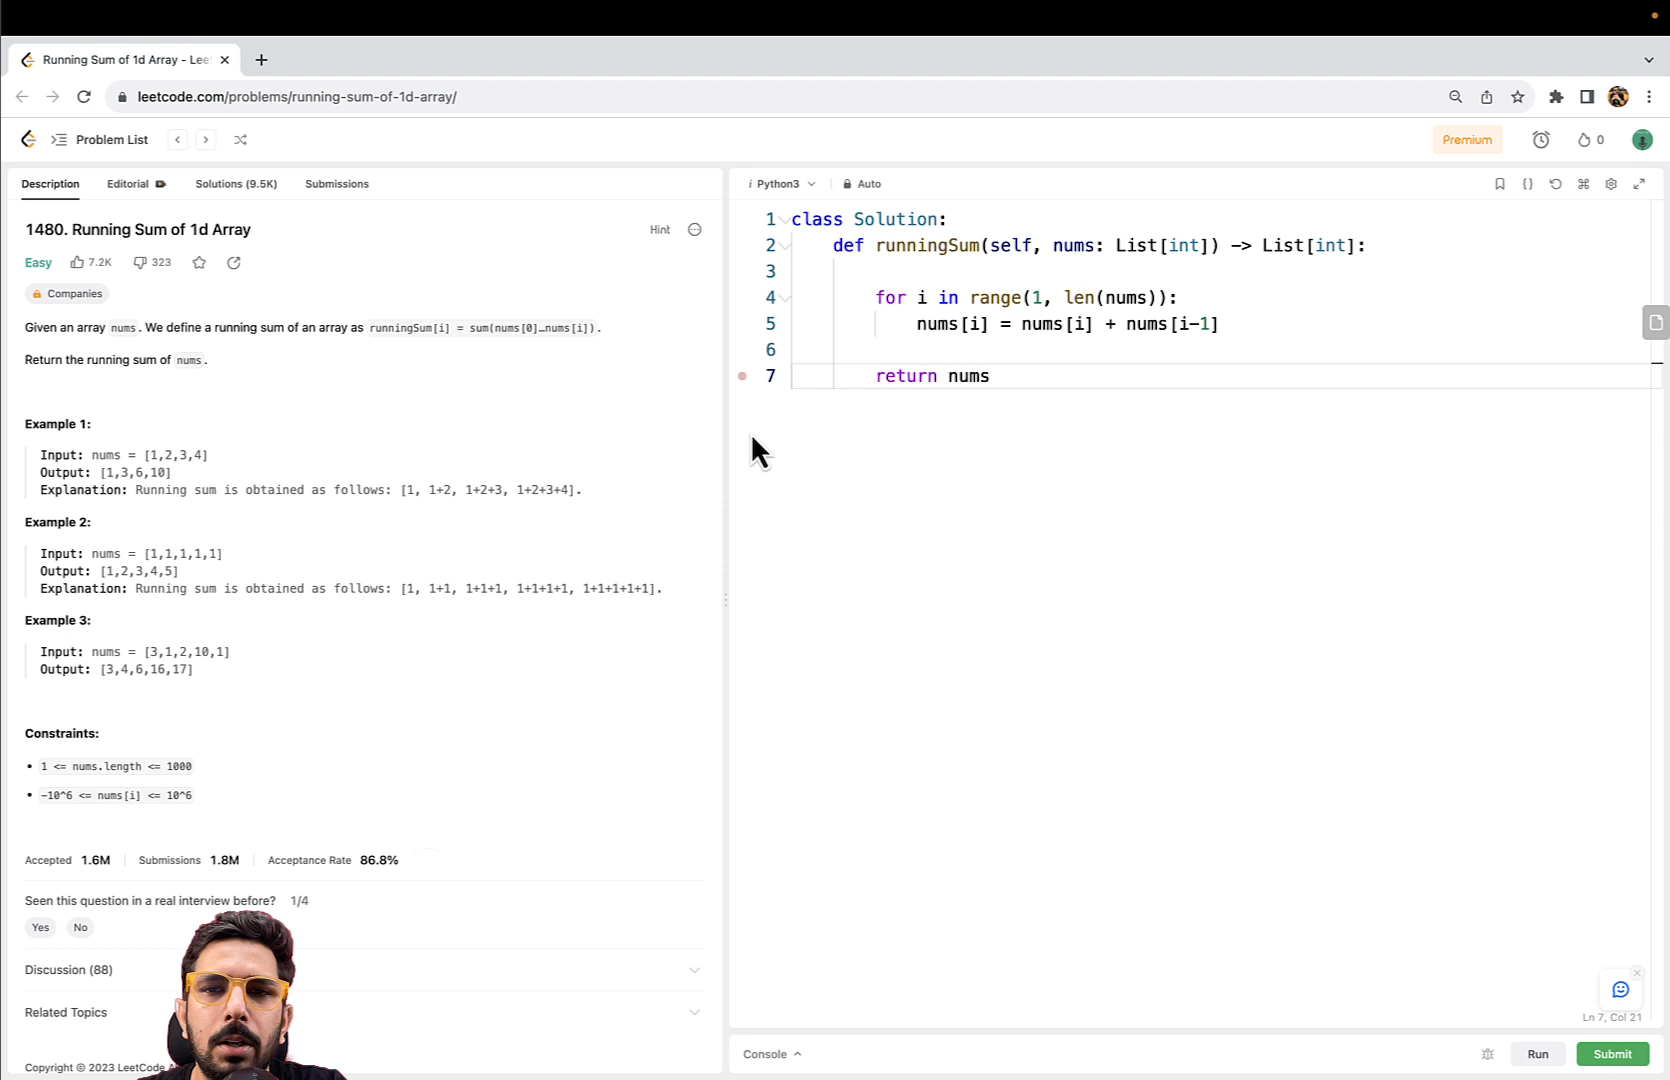 Running Sum of 1d Array - Lee
leetcode.com/problems/running-sum-of-1d-array/
Problem List
Premium
0
Description Editorial Solutions (9.5K) Submissions
1480. Running Sum of 1d Array
Hint
Easy 7.2K 323
Companies
Given an array nums. We define a running sum of an array as runningSum[i] = sum(nums[0]…nums[i]).
Return the running sum of nums.
Example 1:
Input: nums = [1,2,3,4]
Output: [1,3,6,10]
Explanation: Running sum is obtained as follows: [1, 1+2, 1+2+3, 1+2+3+4].
Example 2:
Input: nums = [1,1,1,1,1]
Output: [1,2,3,4,5]
Explanation: Running sum is obtained as follows: [1, 1+1, 1+1+1, 1+1+1+1, 1+1+1+1+1].
Example 3:
Input: nums = [3,1,2,10,1]
Output: [3,4,6,16,17]
Constraints:
• 1 <= nums.length <= 1000
• -10^6 <= nums[i] <= 10^6
Accepted 1.6M Submissions 1.8M Acceptance Rate 86.8%
Seen this question in a real interview before? 1/4
Yes No
Discussion (88)
Related Topics
Copyright © 2023 LeetCode
i Python3 Auto
1 class Solution:
2 def runningSum(self, nums: List[int]) -> List[int]:
3
4 for i in range(1, len(nums)):
5 nums[i] = nums[i] + nums[i-1]
6
7 return nums
Ln 7, Col 21
Console
Run
Submit